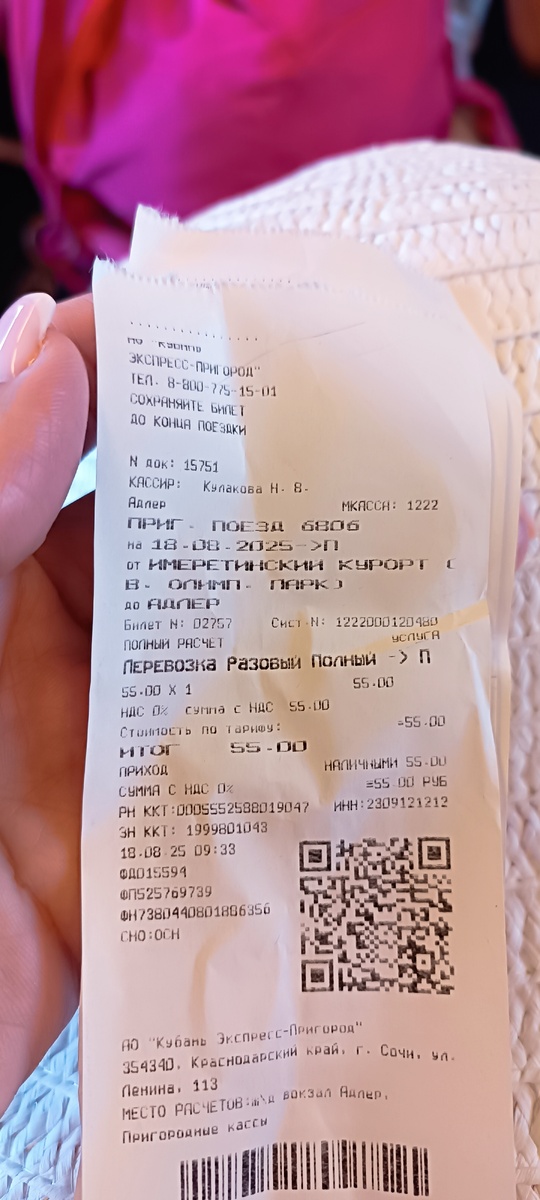 АО "Кубань
ЭКСПРЕСС-ПРИГОРОД"
ТЕЛ. 8-800-775-15-01
СОХРАНЯЙТЕ БИЛЕТ
ДО КОНЦА ПОЕЗДКИ
N док: 15751
КАССИР: Кулакова Н. В.
Адлер МКАССА: 1222
ПРИГ. ПОЕЗД 6806
на 18-08-2025->П
от ИМЕРЕТИНСКИЙ КУРОРТ (
В. ОЛИМП. ПАРК)
до АДЛЕР
Билет N: 02757 Сист.N: 1222000120480
ПОЛНЫЙ РАСЧЕТ УСЛУГА
ПЕРЕВОЗКА Разовый Полный -> П
55.00 X 1 55.00
НДС 0% сумма с НДС 55.00
Стоимость по тарифу: =55.00
ИТОГ 55.00
ПРИХОД НАЛИЧНЫМИ 55.00
СУММА С НДС 0% =55.00 РУБ
РН ККТ:0005552588019047 ИНН:2309121212
ЗН ККТ: 1999801043
18.08.25 09:33
ФД015594
ФП525769739
ФН7380440801806356
СНО:ОСН
АО "Кубань Экспресс-Пригород"
354340, Краснодарский край, г. Сочи, ул.
Ленина, 113
МЕСТО РАСЧЕТОВ:ж\д вокзал Адлер,
Пригородные кассы